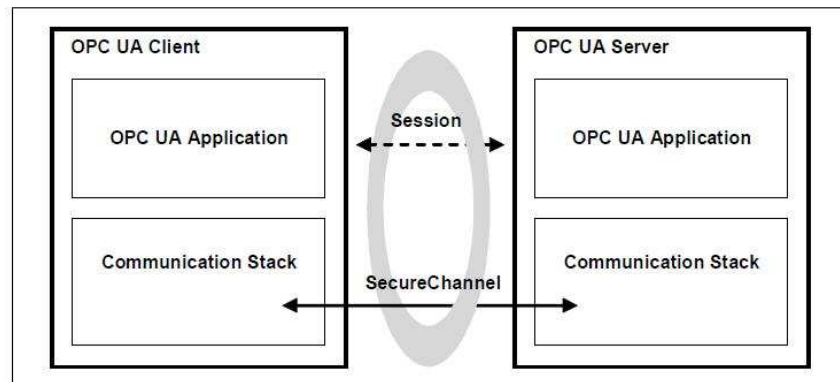 OPC UA Client
OPC UA Server
OPC UA Application
Session
OPC UA Application
Communication Stack
SecureChannel
Communication Stack